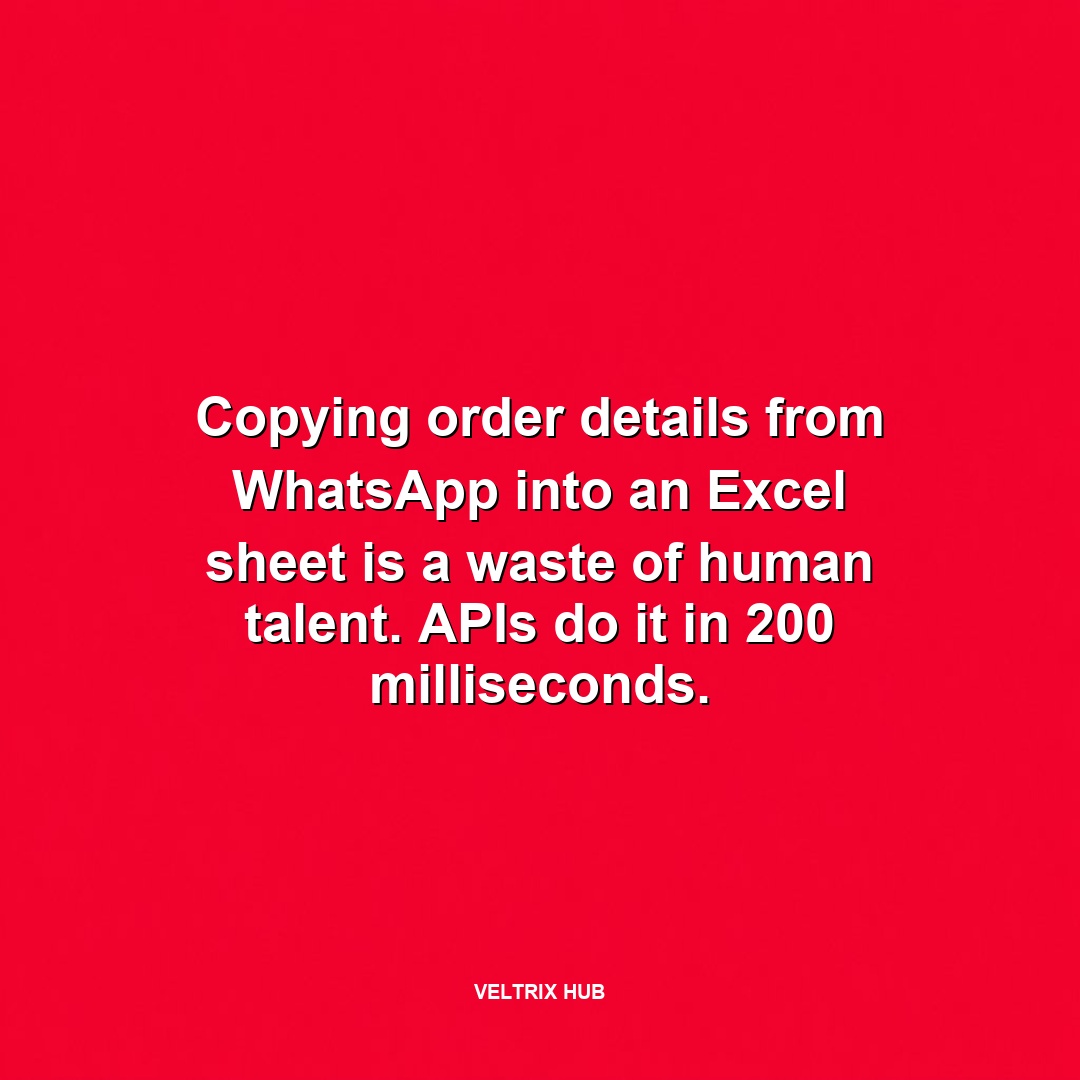 Copying order details from
WhatsApp into an Excel
sheet is a waste of human
talent. APIs do it in 200
milliseconds.
VELTRIX HUB